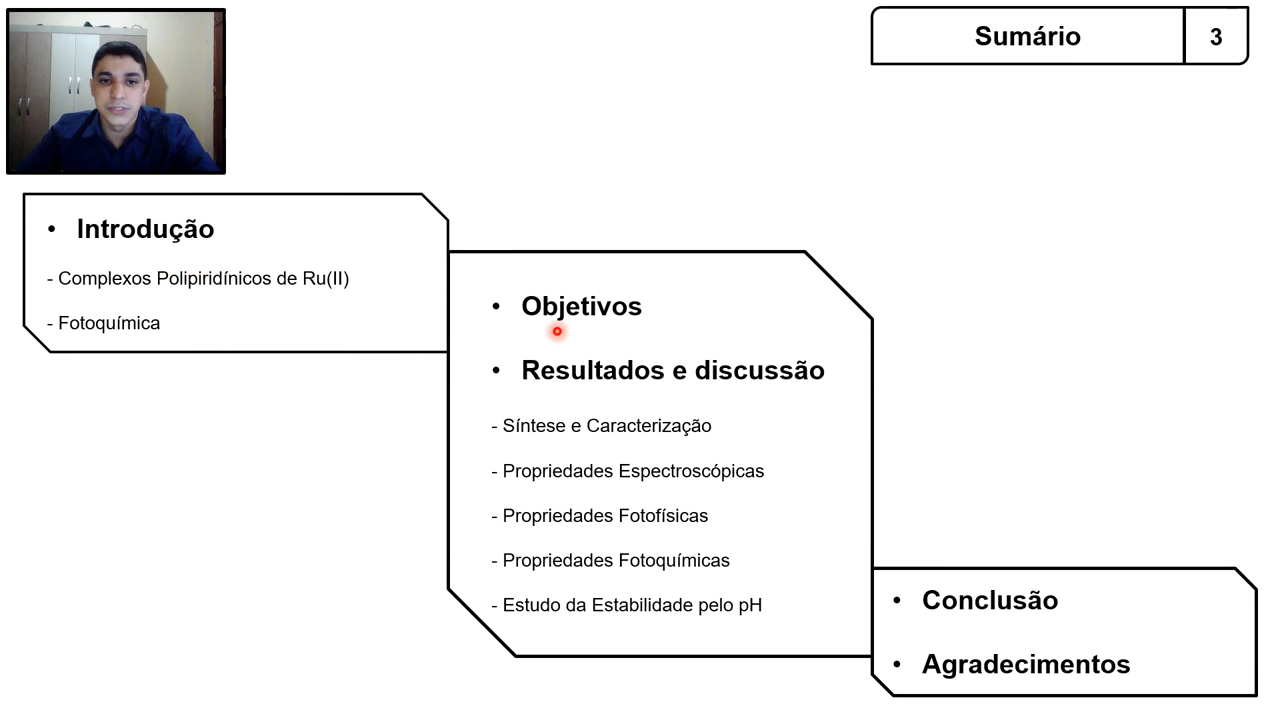 Sumário 3
• Introdução
- Complexos Polipiridínicos de Ru(II)
- Fotoquímica
• Objetivos
• Resultados e discussão
- Síntese e Caracterização
- Propriedades Espectroscópicas
- Propriedades Fotofísicas
- Propriedades Fotoquímicas
- Estudo da Estabilidade pelo pH
• Conclusão
• Agradecimentos